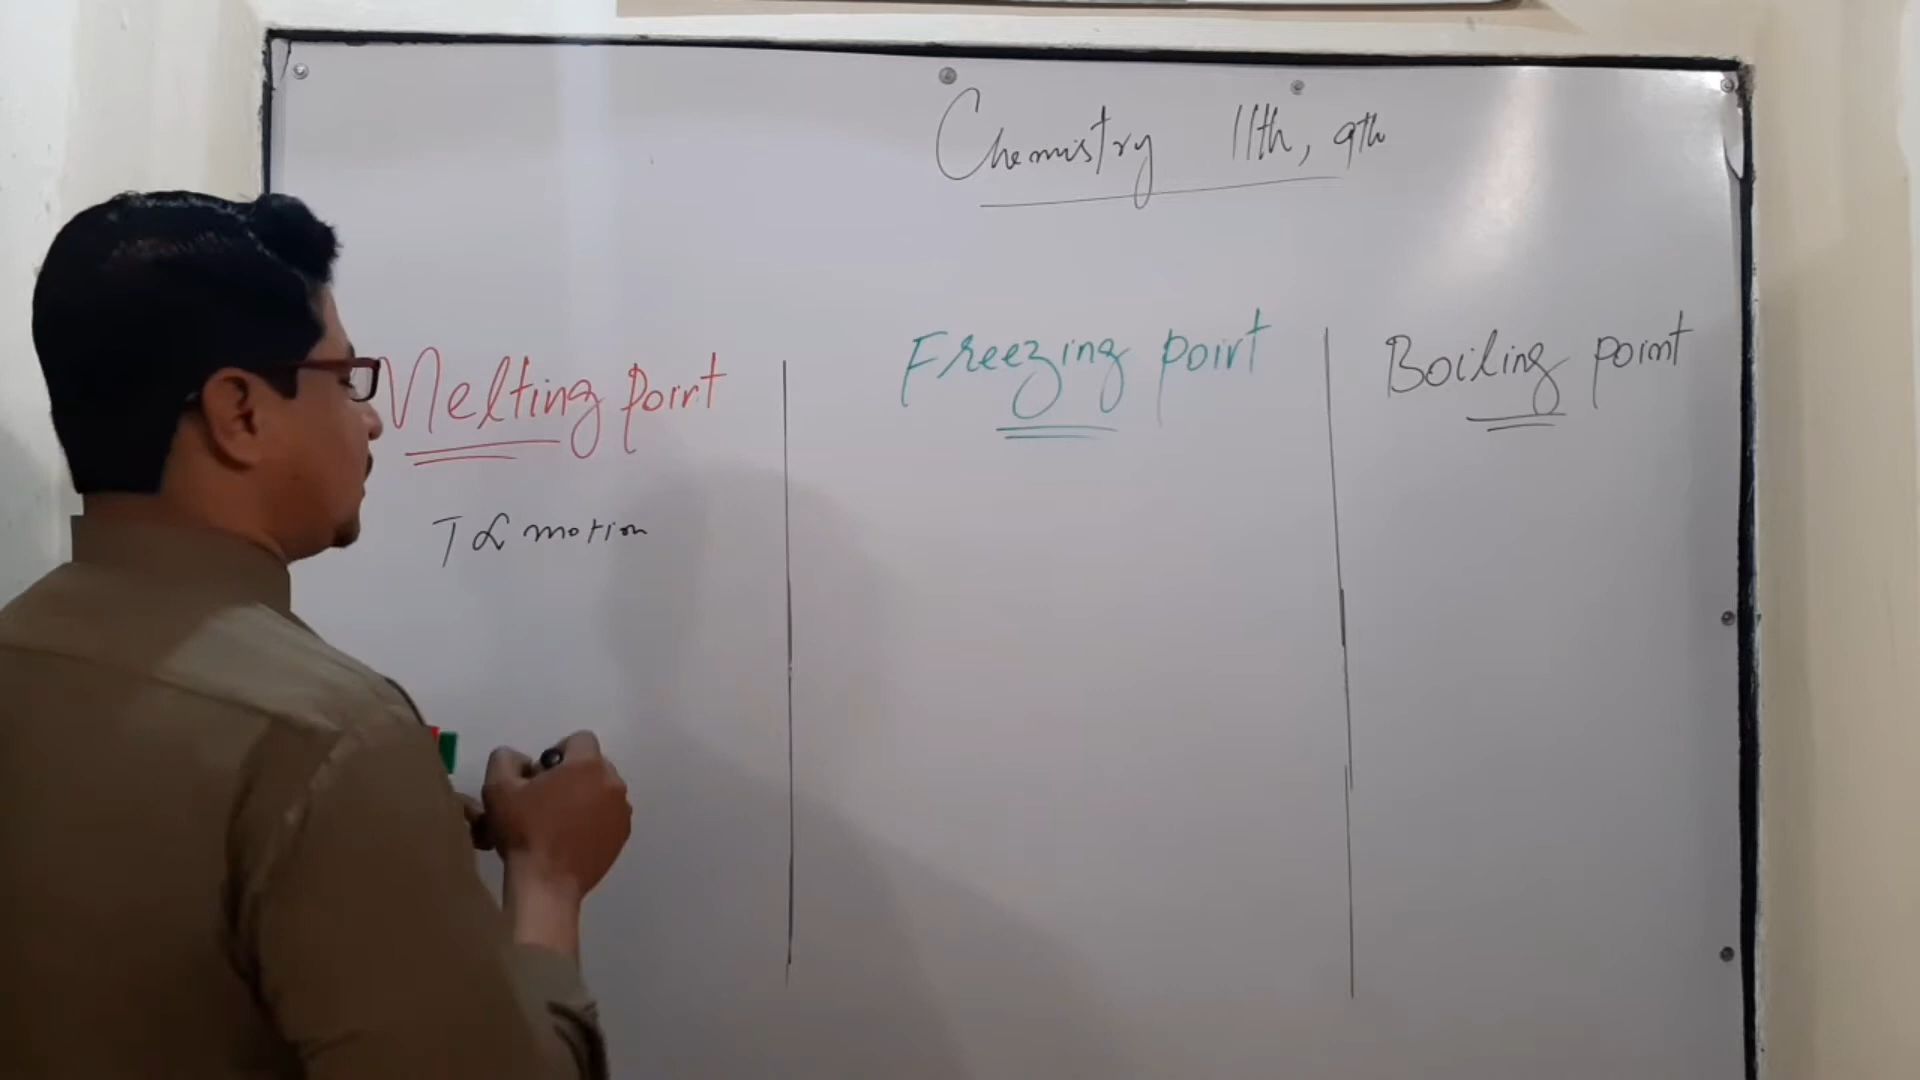 Chemistry 11th, 9th
Melting point
Freezing point
Boiling point
T ∝ motion